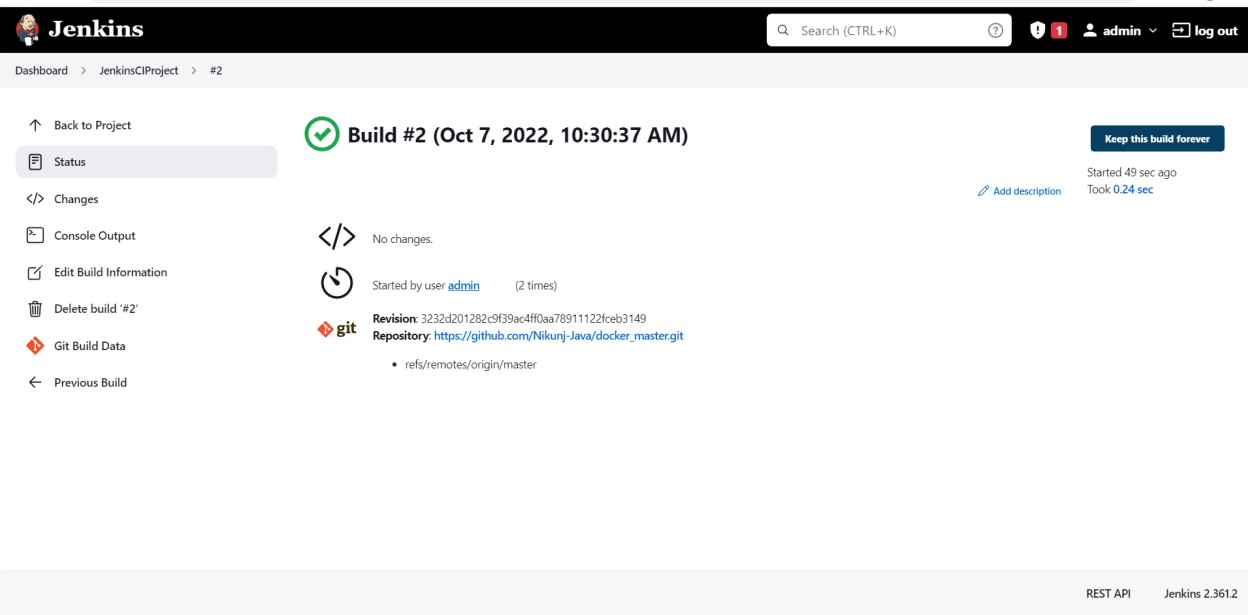 Jenkins
Search (CTRL+K)
1
admin
log out
Dashboard > JenkinsCIProject > #2
Back to Project
Status
Changes
Console Output
Edit Build Information
Delete build ‘#2’
Git Build Data
Previous Build
Build #2 (Oct 7, 2022, 10:30:37 AM)
Keep this build forever
Started 49 sec ago
Took 0.24 sec
Add description
No changes.
Started by user admin (2 times)
git
Revision: 3232d201282c9f39ac4ff0aa78911122fceb3149
Repository: https://github.com/Nikunj-Java/docker_master.git
• refs/remotes/origin/master
REST API
Jenkins 2.361.2